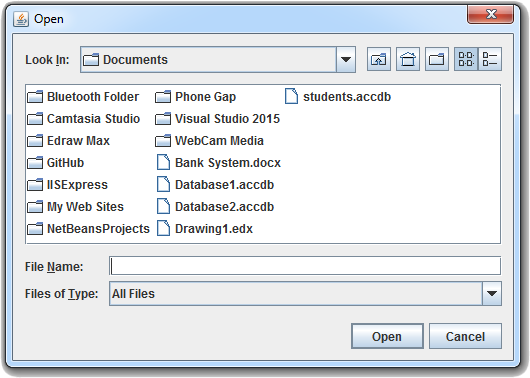 Open
Look In: Documents
Bluetooth Folder Phone Gap students.accdb
Camtasia Studio Visual Studio 2015
Edraw Max WebCam Media
GitHub Bank System.docx
IISExpress Database1.accdb
My Web Sites Database2.accdb
NetBeansProjects Drawing1.edx
File Name:
Files of Type: All Files
Open Cancel